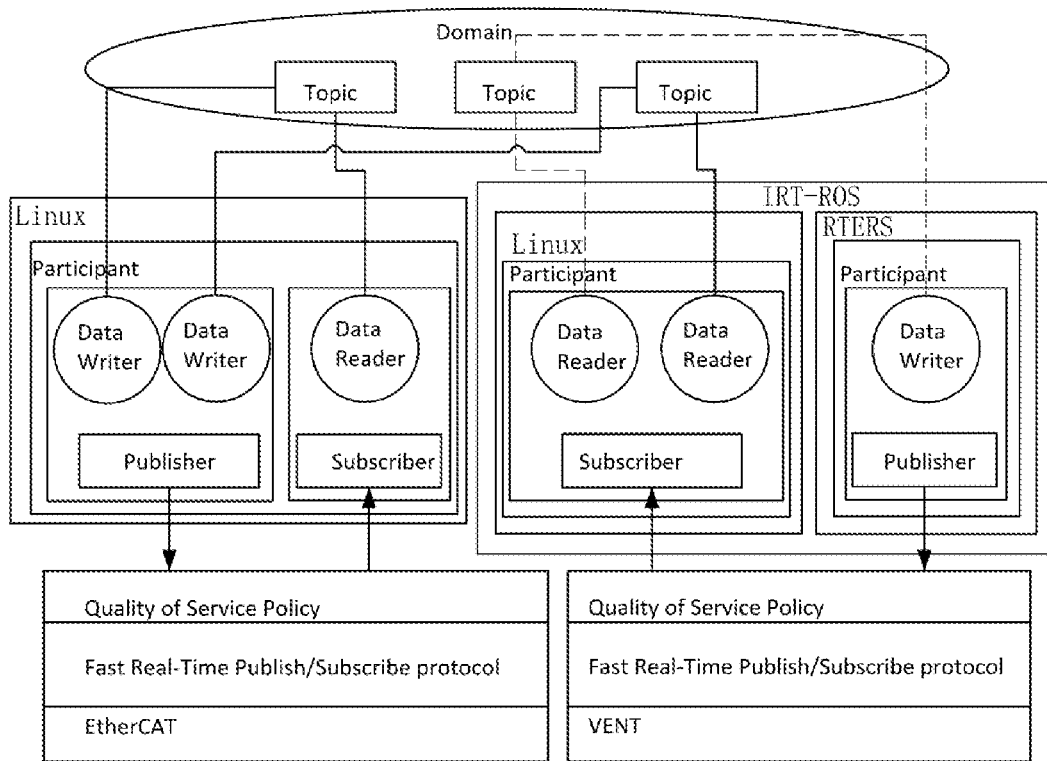 Domain
Topic
Topic
Topic
IRT-ROS
Linux
RTERS
Linux
Participant
Participant
Participant
Data
Writer
Data
Writer
Data
Reader
Data
Reader
Data
Reader
Data
Writer
Publisher
Subscriber
Subscriber
Publisher
Quality of Service Policy
Fast Real-Time Publish/Subscribe protocol
EtherCAT
Quality of Service Policy
Fast Real-Time Publish/Subscribe protocol
VENT